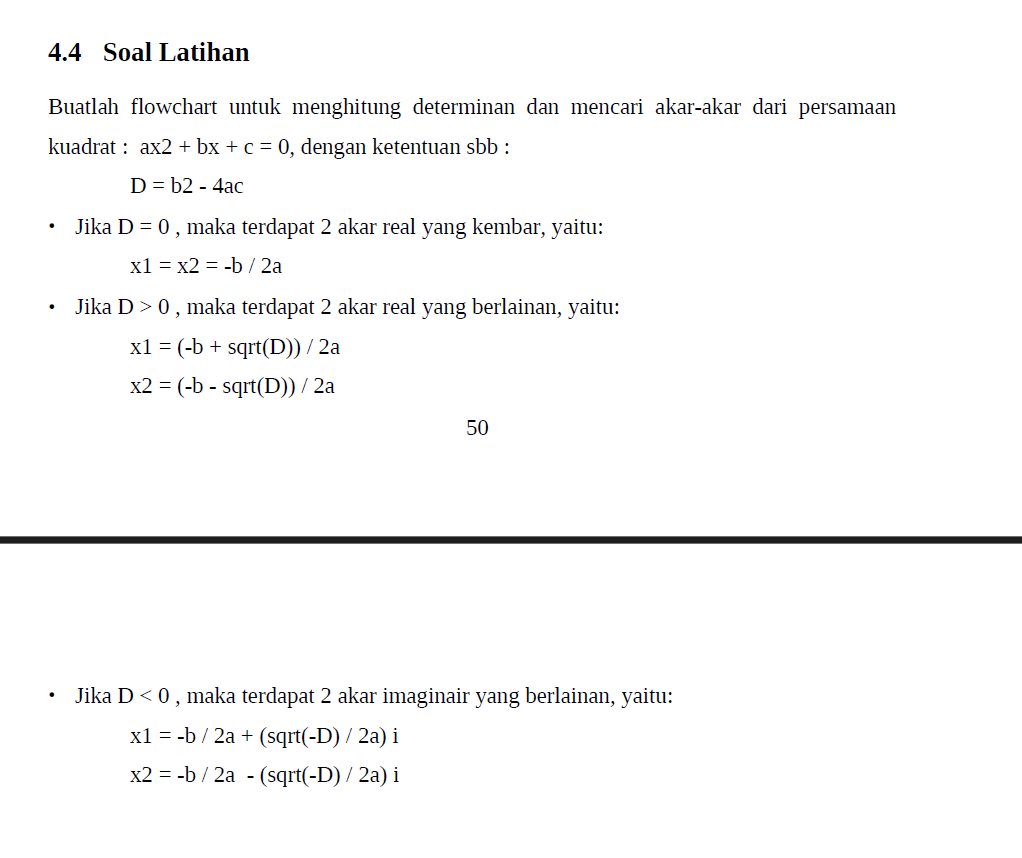 4.4 Soal Latihan
Buatlah flowchart untuk menghitung determinan dan mencari akar-akar dari persamaan
kuadrat : ax2 + bx + c = 0, dengan ketentuan sbb :
D = b2 - 4ac
• Jika D = 0 , maka terdapat 2 akar real yang kembar, yaitu:
x1 = x2 = -b / 2a
• Jika D > 0 , maka terdapat 2 akar real yang berlainan, yaitu:
x1 = (-b + sqrt(D)) / 2a
x2 = (-b - sqrt(D)) / 2a
50
• Jika D < 0 , maka terdapat 2 akar imaginair yang berlainan, yaitu:
x1 = -b / 2a + (sqrt(-D) / 2a) i
x2 = -b / 2a - (sqrt(-D) / 2a) i